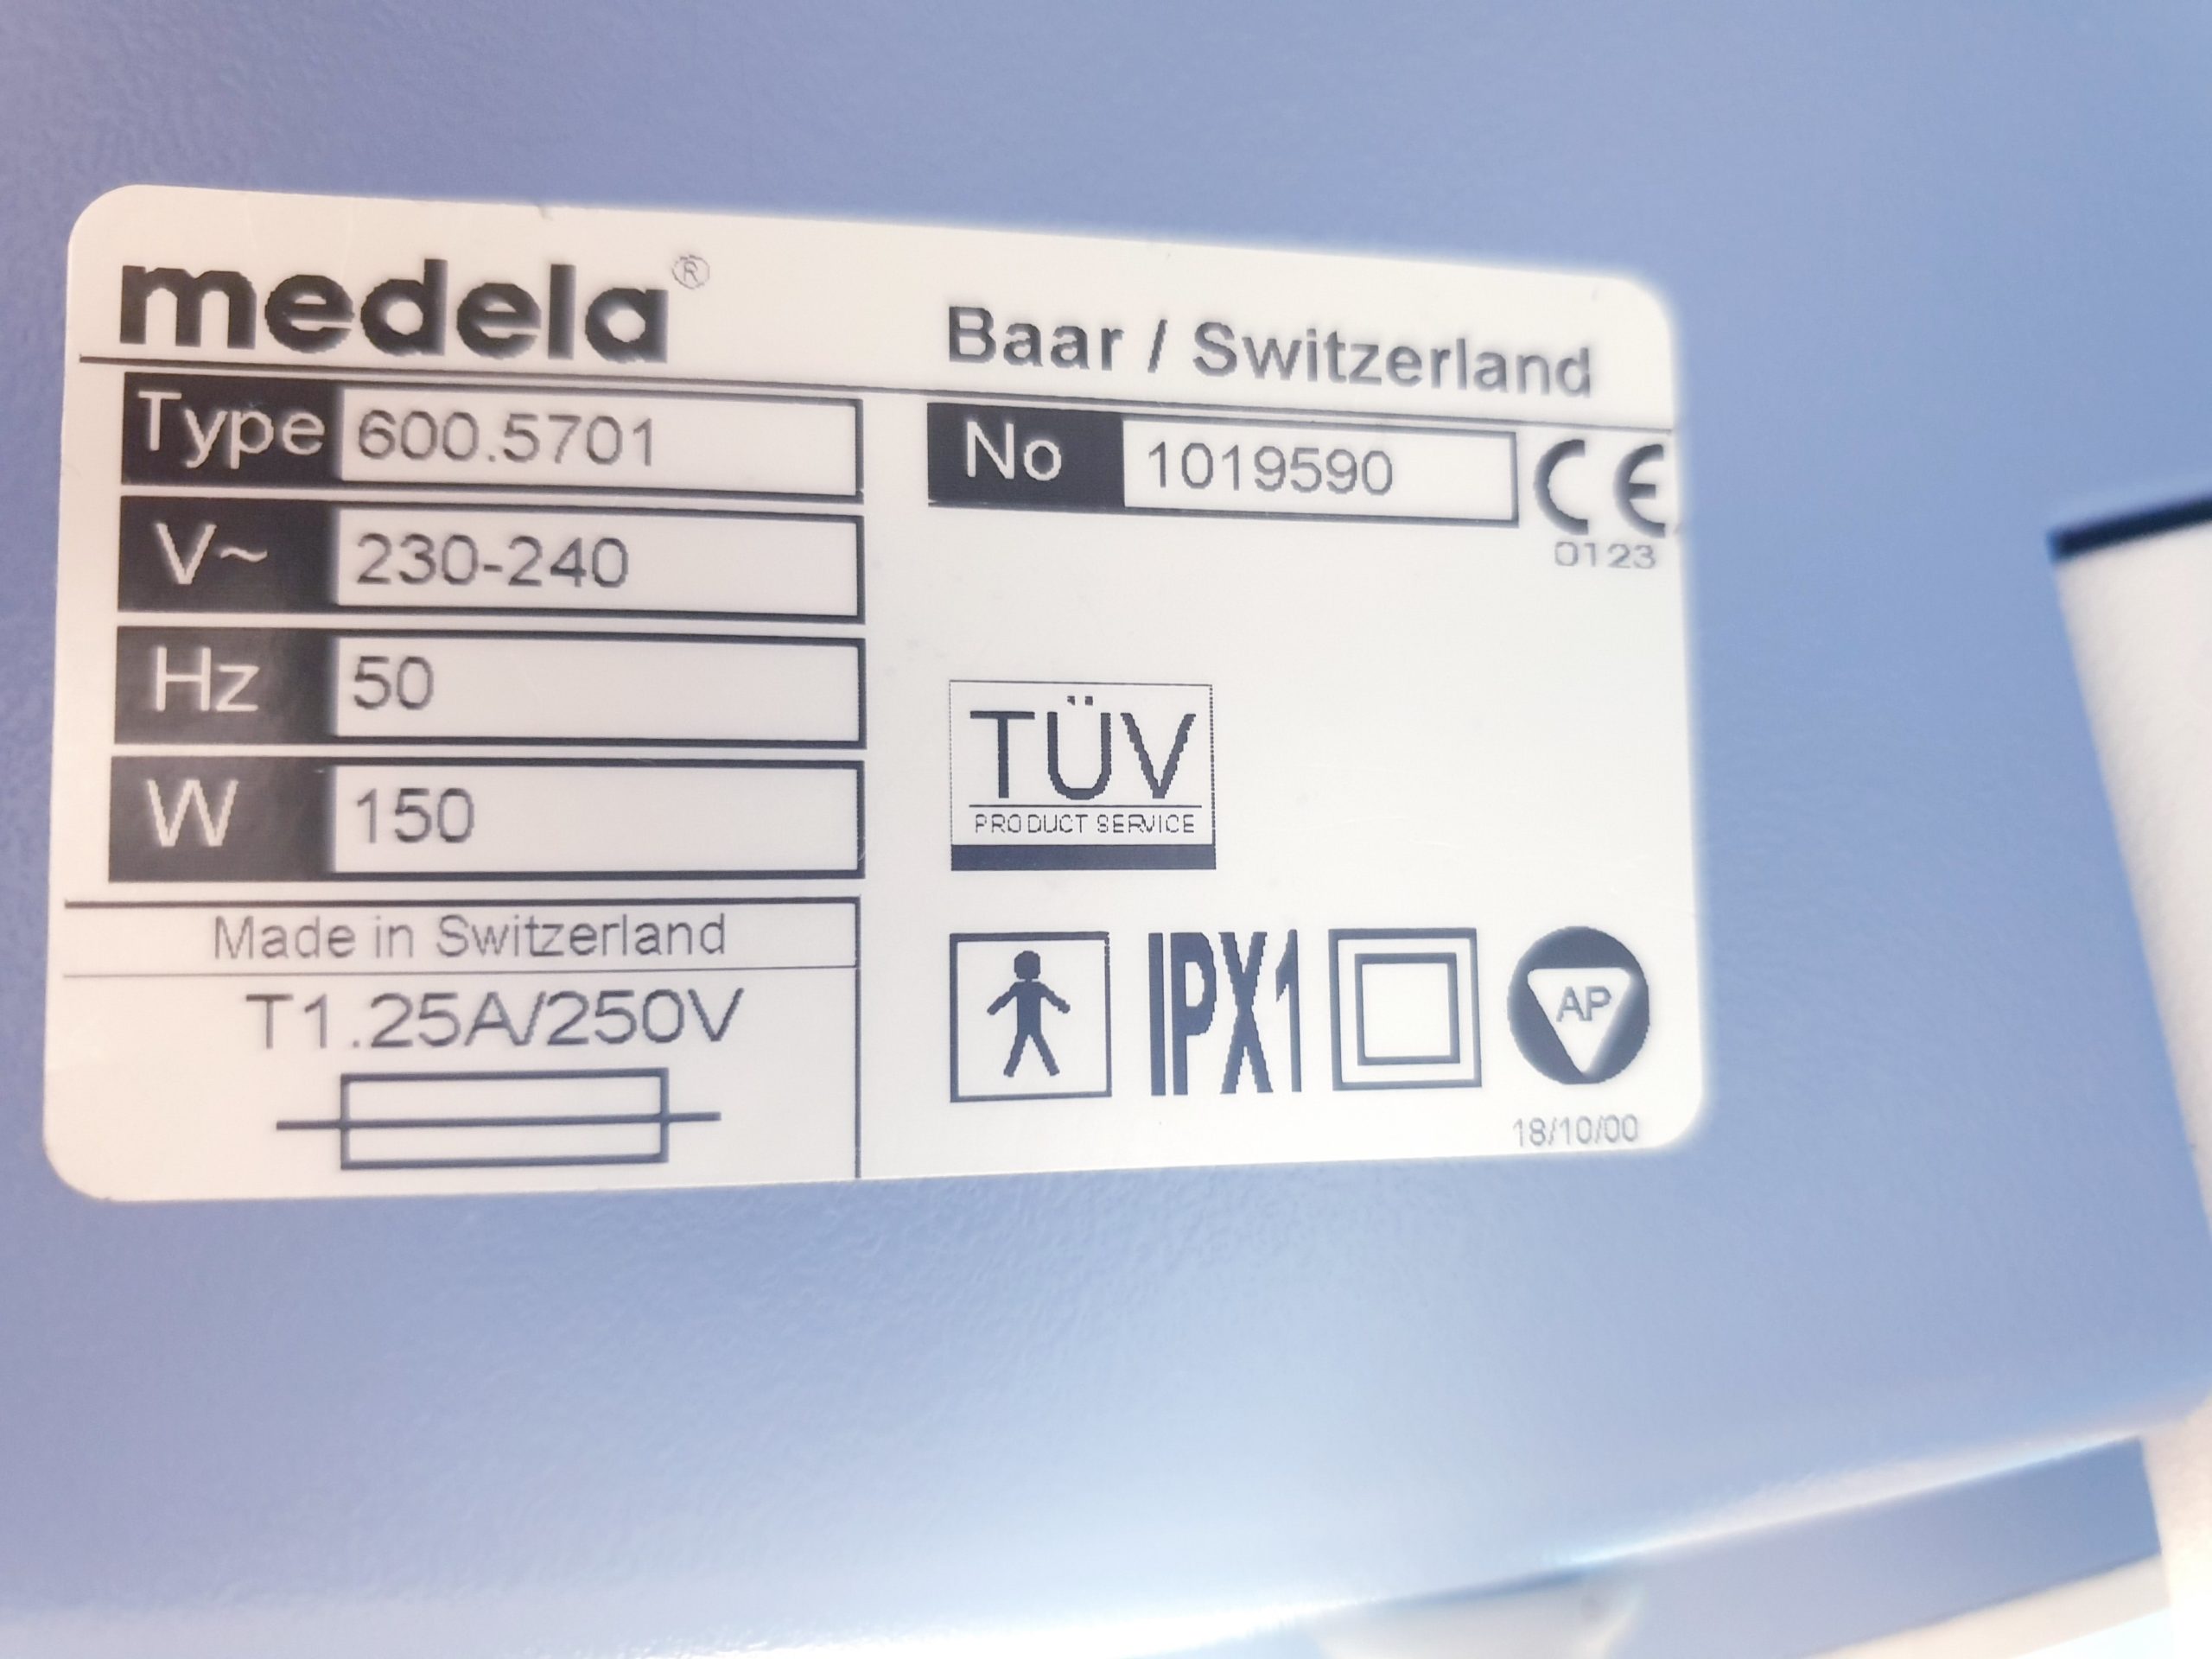 medela®
Baar / Switzerland
Type 600.5701
No 1019590
CE
0123
V~ 230-240
Hz 50
W 150
TÜV
PRODUCT SERVICE
Made in Switzerland
T1.25A/250V
IPX1
AP
18/10/00